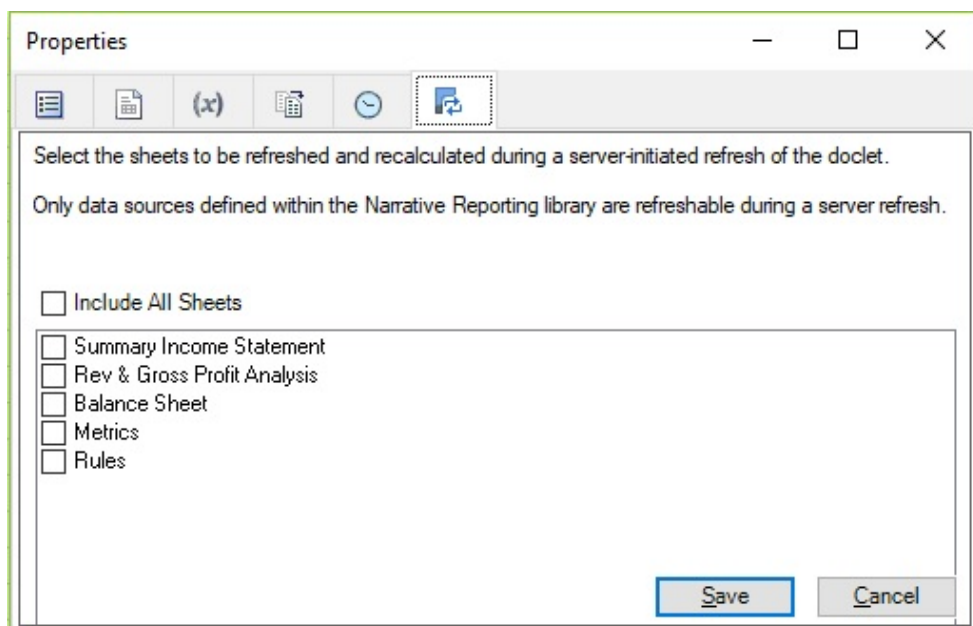 Properties
(x)
Select the sheets to be refreshed and recalculated during a server-initiated refresh of the doclet.
Only data sources defined within the Narrative Reporting library are refreshable during a server refresh.
Include All Sheets
Summary Income Statement
Rev & Gross Profit Analysis
Balance Sheet
Metrics
Rules
Save Cancel